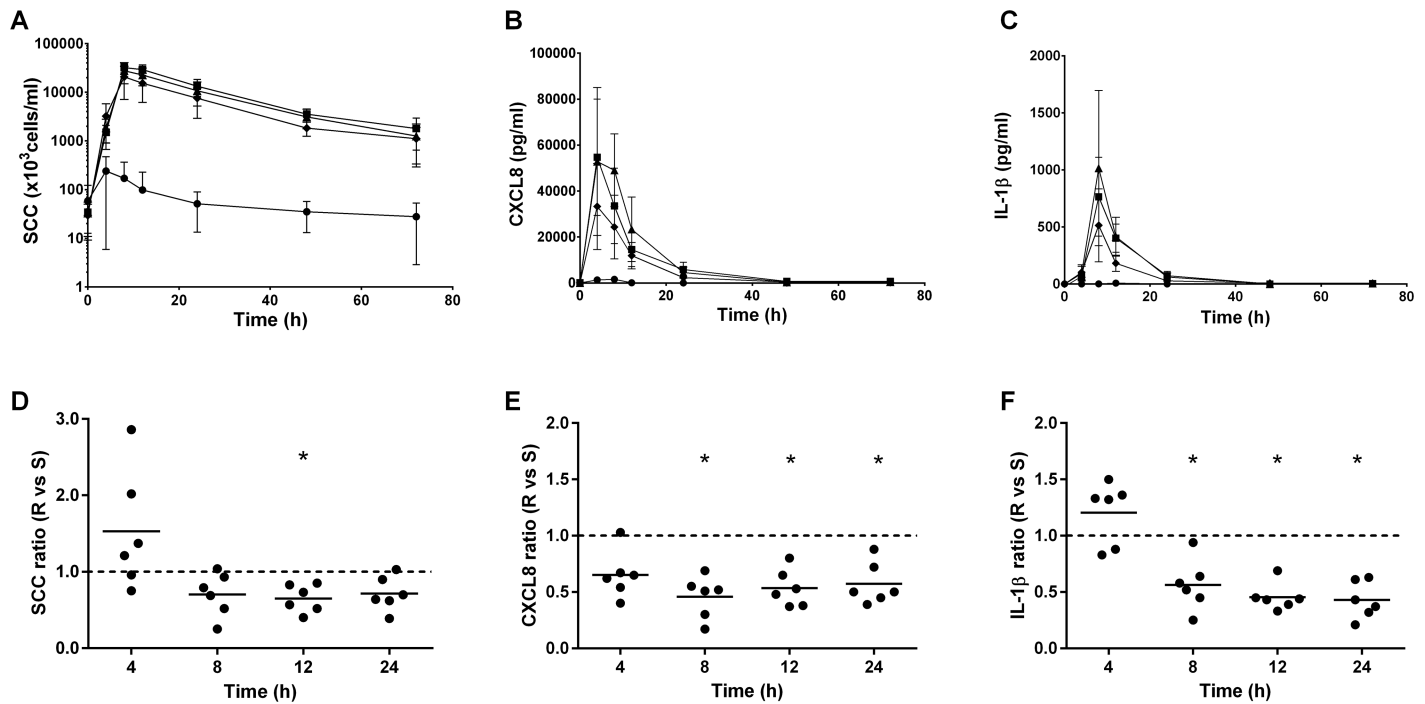 A
SCC (x10³cells/ml)
100000
10000
1000
100
10
1
0 20 40 60 80
Time (h)
B
CXCL8 (pg/ml)
100000
80000
60000
40000
20000
0
0 20 40 60 80
Time (h)
C
IL-1β (pg/ml)
2000
1500
1000
500
0
0 20 40 60 80
Time (h)
D
SCC ratio (R vs S)
3.0
2.0
1.0
0.0
*
4 8 12 24
Time (h)
E
CXCL8 ratio (R vs S)
2.0
1.5
1.0
0.5
0.0
* * *
4 8 12 24
Time (h)
F
IL-1β ratio (R vs S)
2.0
1.5
1.0
0.5
0.0
* * *
4 8 12 24
Time (h)